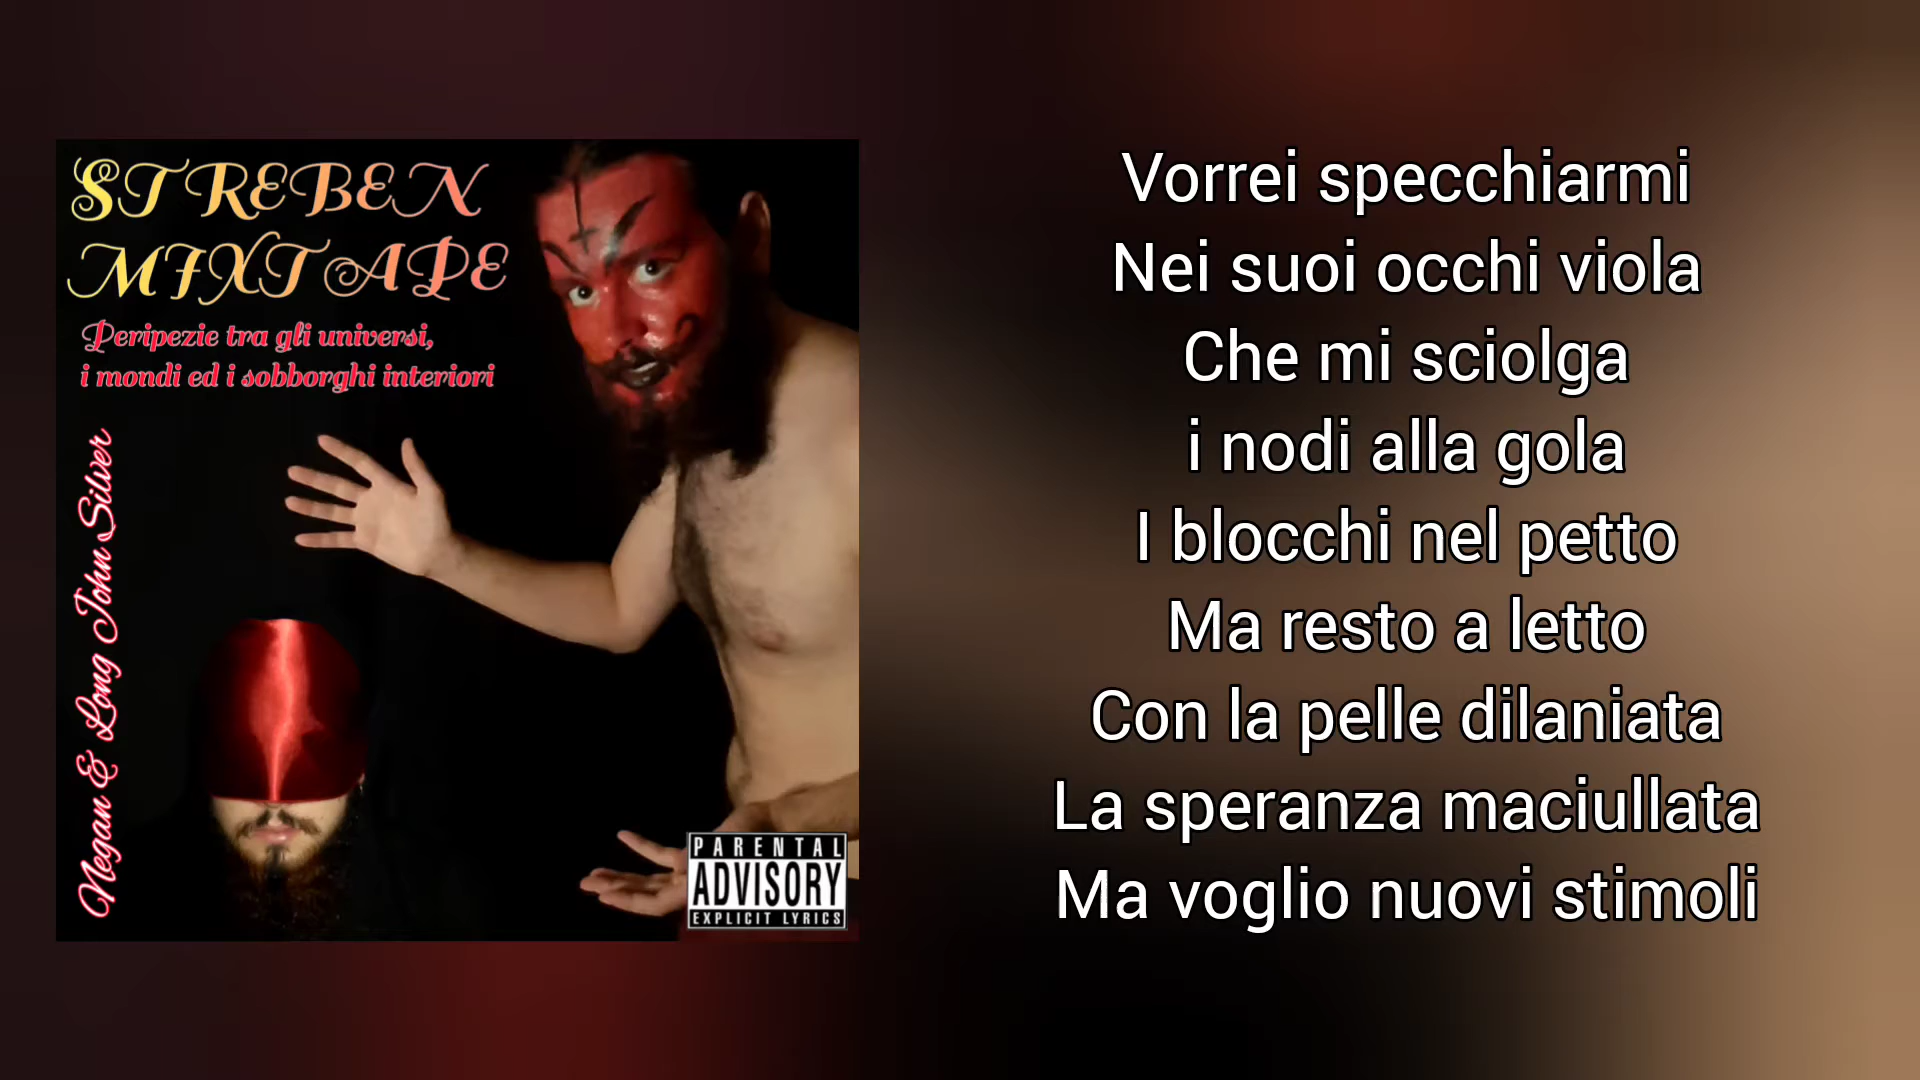 STREBEN
MIXTAPE
Peripezie tra gli universi,
i mondi ed i sobborghi interiori
Negan & Long John Silver
PARENTAL
ADVISORY
EXPLICIT LYRICS
Vorrei specchiarmi
Nei suoi occhi viola
Che mi sciolga
i nodi alla gola
I blocchi nel petto
Ma resto a letto
Con la pelle dilaniata
La speranza maciullata
Ma voglio nuovi stimoli